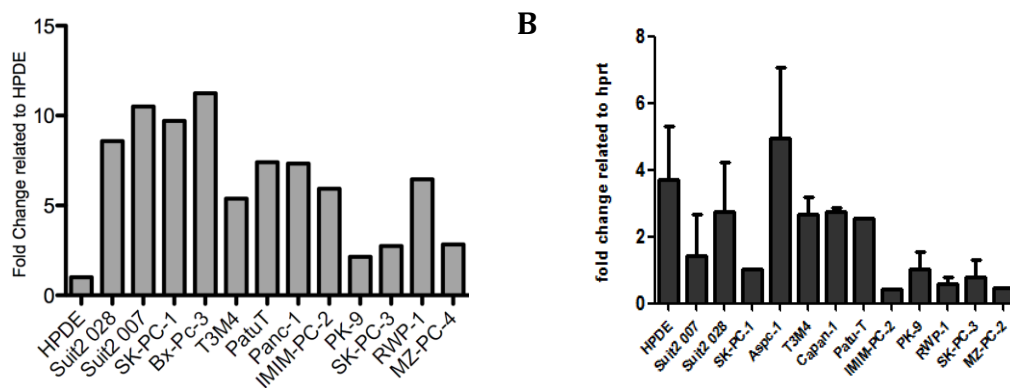 Fold Change related to HPDE
15
10
5
0
HPDE
Suit2 028
Suit2 007
SK-PC-1
Bx-Pc-3
T3M4
PatuT
Panc-1
IMIM-PC-2
PK-9
SK-PC-3
RWP-1
MZ-PC-4
B
fold change related to hprt
8
6
4
2
0
HPDE
Suit2 007
Suit2 028
SK-PC-1
Aspc-1
T3M4
Capan-1
Patu-T
IMIM-PC-2
PK-9
RWP-1
SK-PC-3
MZ-PC-2